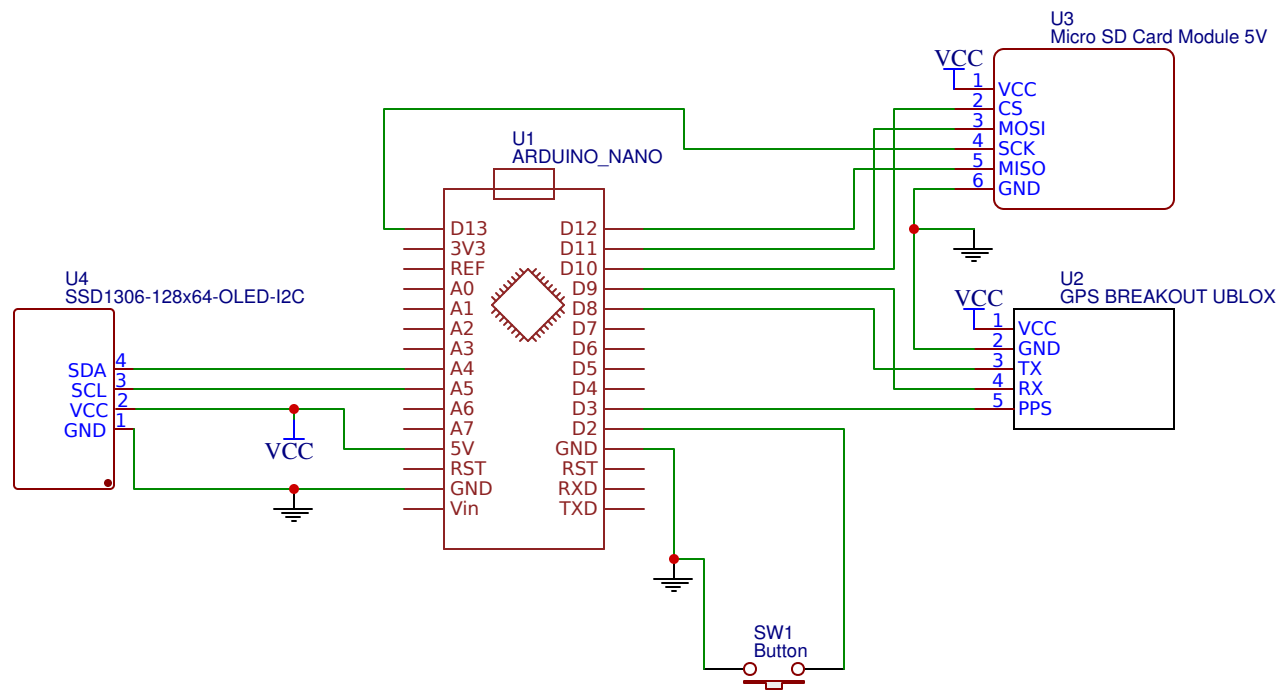 U3
Micro SD Card Module 5V
VCC
1 VCC
2 CS
3 MOSI
4 SCK
5 MISO
6 GND
U1
ARDUINO_NANO
D13 D12
3V3 D11
REF D10
A0 D9
A1 D8
A2 D7
A3 D6
A4 D5
A5 D4
A6 D3
A7 D2
5V GND
RST RST
GND RXD
Vin TXD
U4
SSD1306-128x64-OLED-I2C
SDA 4
SCL 3
VCC 2
GND 1
VCC
U2
GPS BREAKOUT UBLOX
VCC
1 VCC
2 GND
3 TX
4 RX
5 PPS
SW1
Button